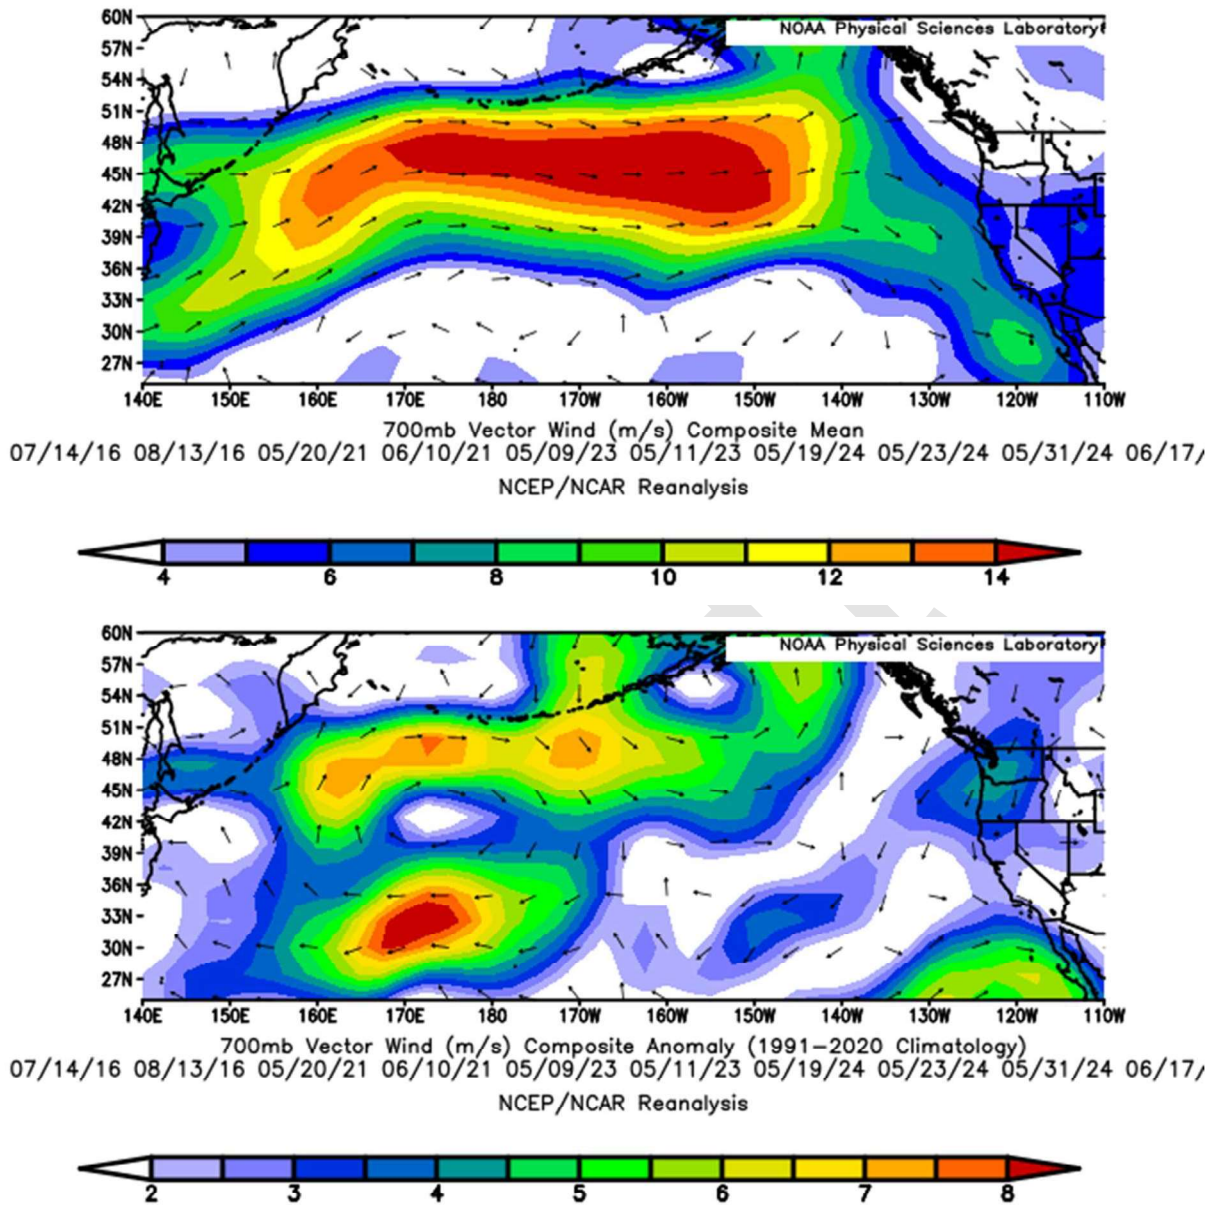 60N
NOAA Physical Sciences Laboratory
57N
54N
51N
48N
45N
42N
39N
36N
33N
30N
27N
140E 150E 160E 170E 180 170W 160W 150W 140W 130W 120W 110W
700mb Vector Wind (m/s) Composite Mean
07/14/16 08/13/16 05/20/21 06/10/21 05/09/23 05/11/23 05/19/24 05/23/24 05/31/24 06/17/
NCEP/NCAR Reanalysis
4 6 8 10 12 14
60N
NOAA Physical Sciences Laboratory
57N
54N
51N
48N
45N
42N
39N
36N
33N
30N
27N
140E 150E 160E 170E 180 170W 160W 150W 140W 130W 120W 110W
700mb Vector Wind (m/s) Composite Anomaly (1991-2020 Climatology)
07/14/16 08/13/16 05/20/21 06/10/21 05/09/23 05/11/23 05/19/24 05/23/24 05/31/24 06/17/
NCEP/NCAR Reanalysis
2 3 4 5 6 7 8